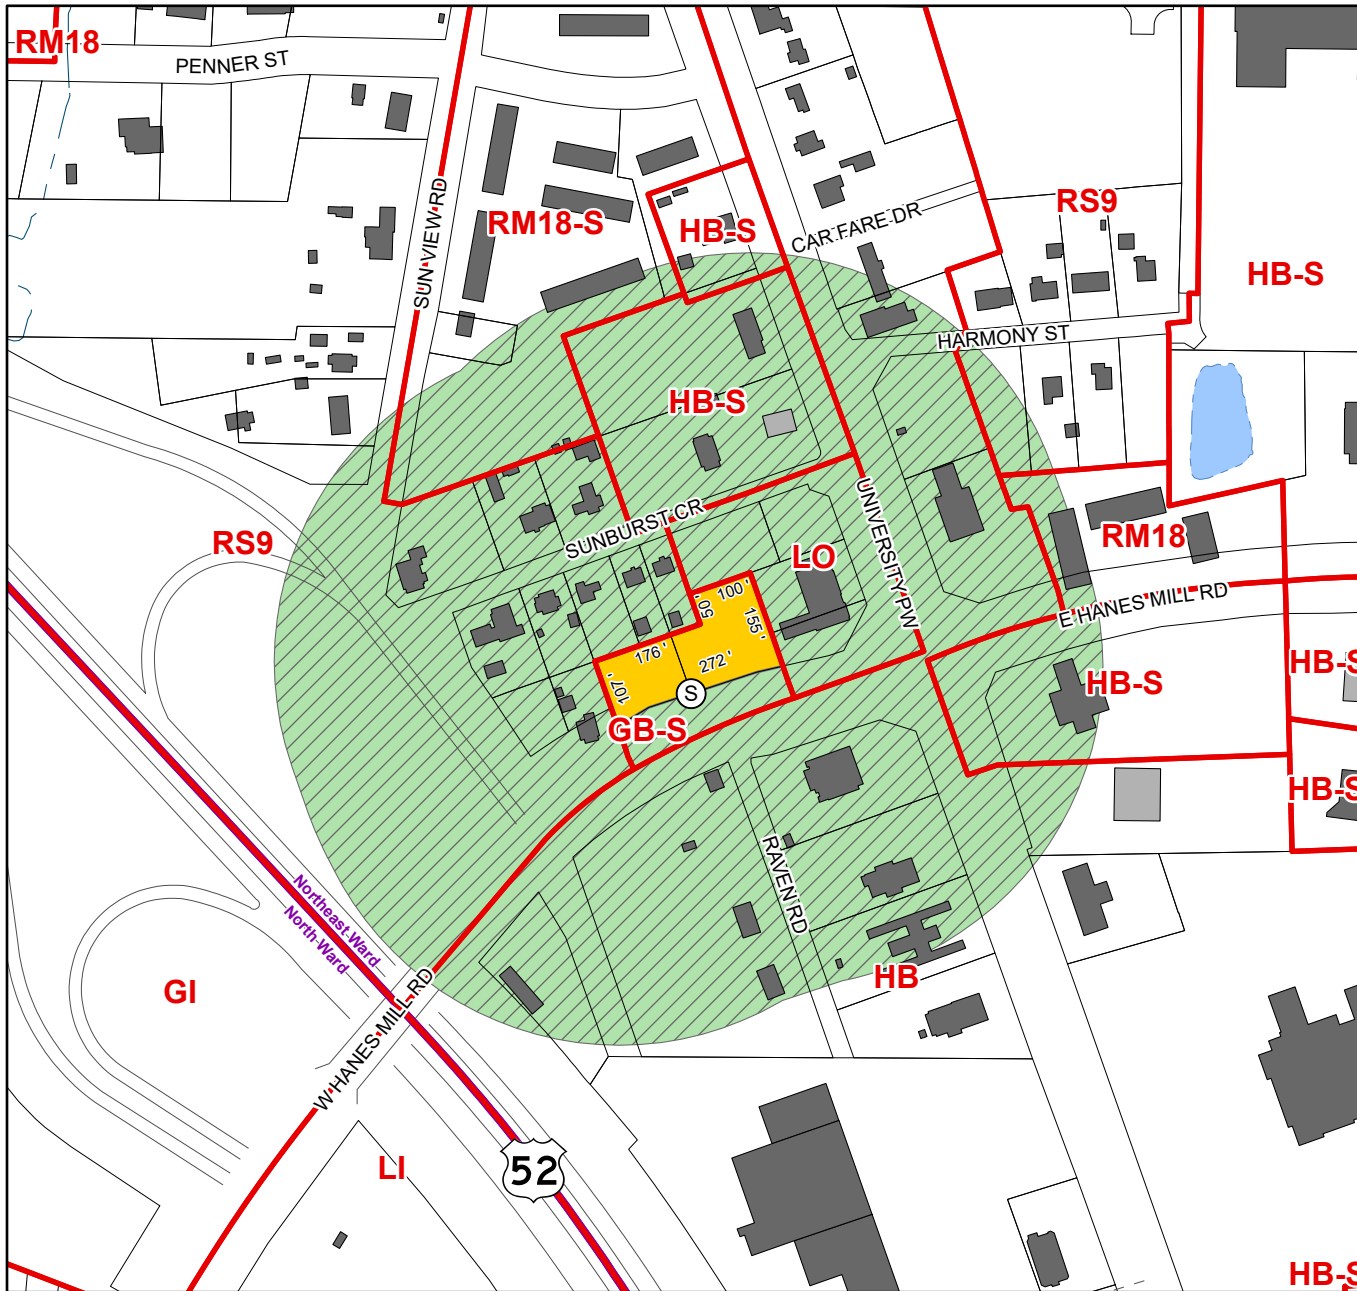 RM18
PENNER ST
SUN VIEW RD
RM18-S
HB-S
CAR FARE DR
RS9
HB-S
HARMONY ST
HB-S
SUNBURST CR
UNIVERSITY PW
RS9
LO
RM18
100 '
50 '
155 '
E HANES MILL RD
176 '
272 '
107 '
S
HB-S
HB-S
GB-S
HB-S
RAVEN RD
Northeast Ward
North Ward
HB
GI
W HANES MILL RD
LI
52
HB-S